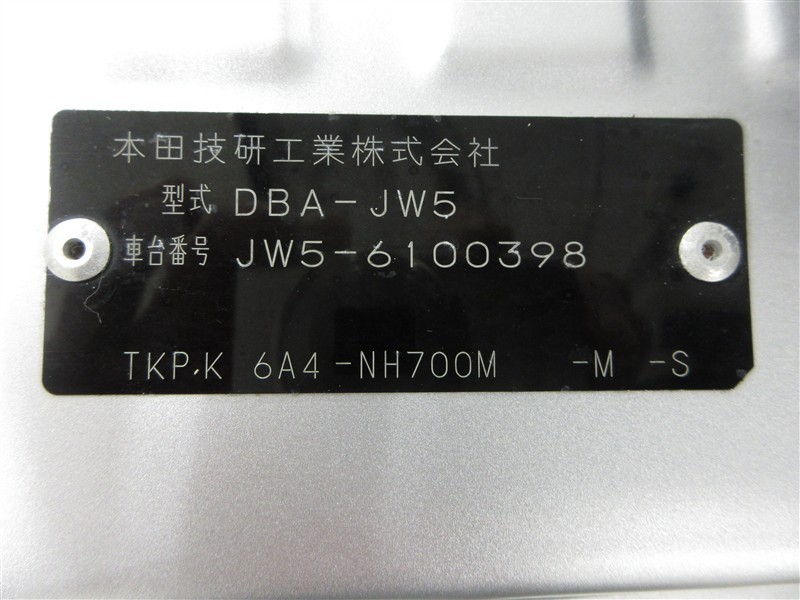 本田技研工業株式会社
型式 DBA-JW5
車台番号 JW5-6100398
TKP.K 6A4-NH700M -M -S